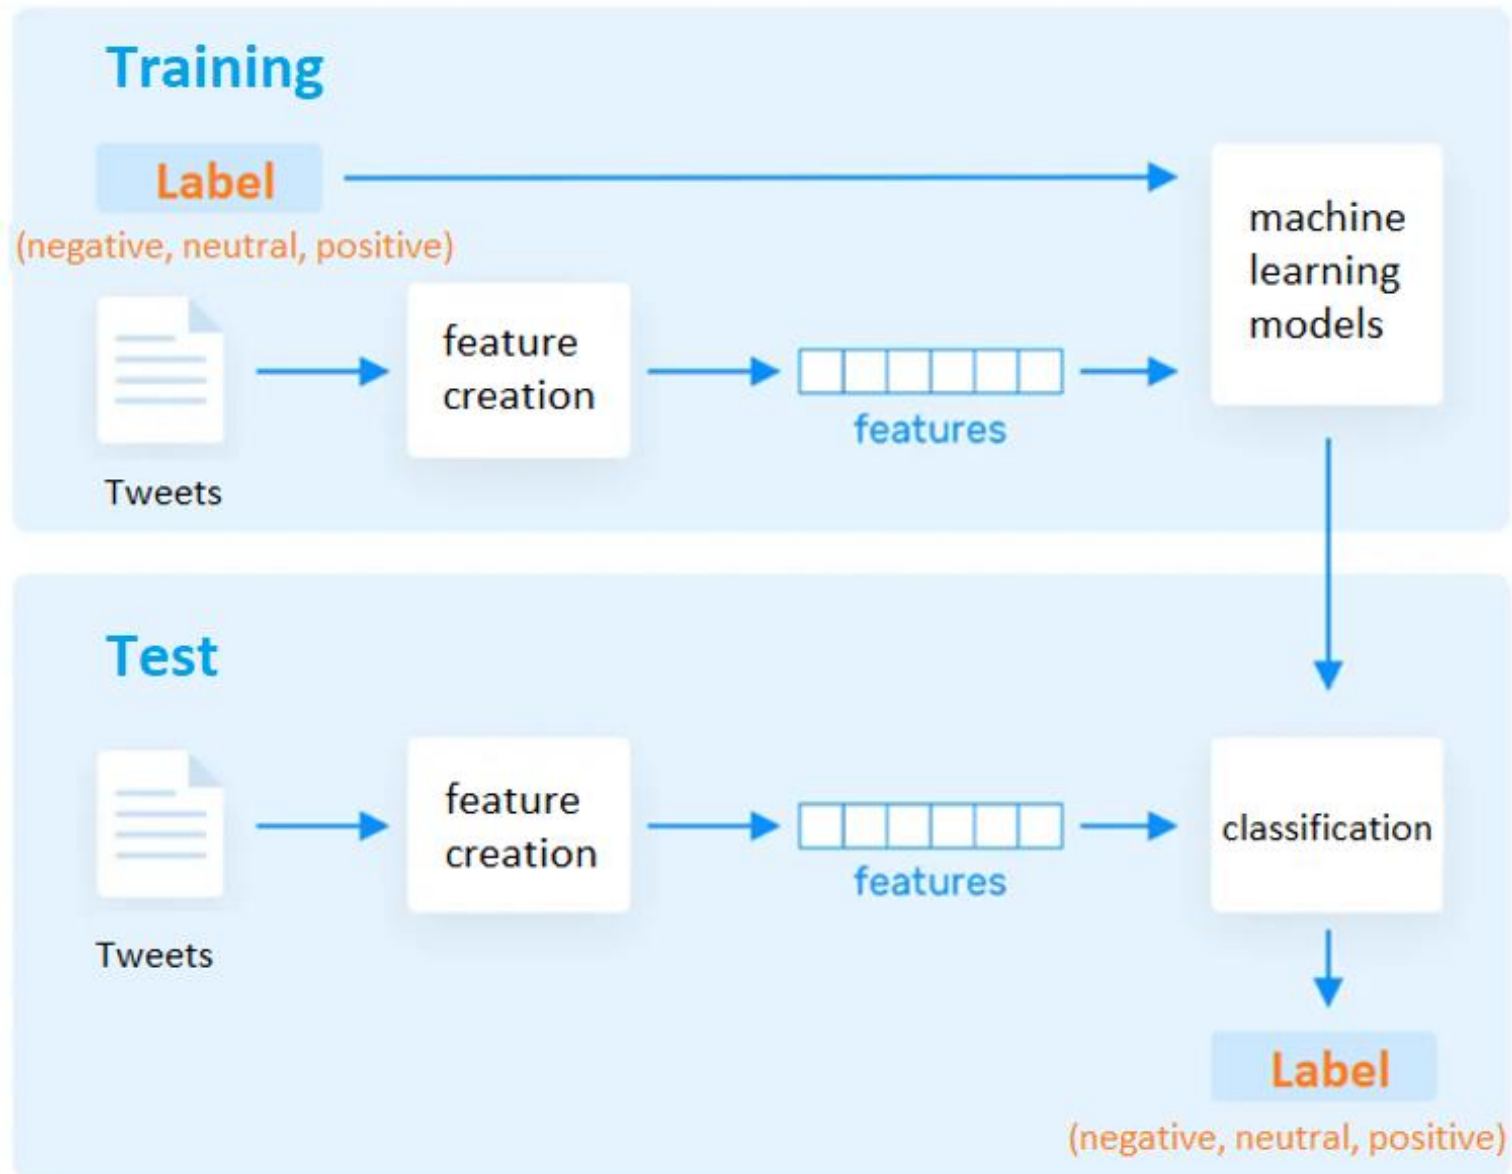 Training
Label
(negative, neutral, positive)
machine
learning
models
feature
creation
features
Tweets
Test
feature
creation
features
classification
Tweets
Label
(negative, neutral, positive)